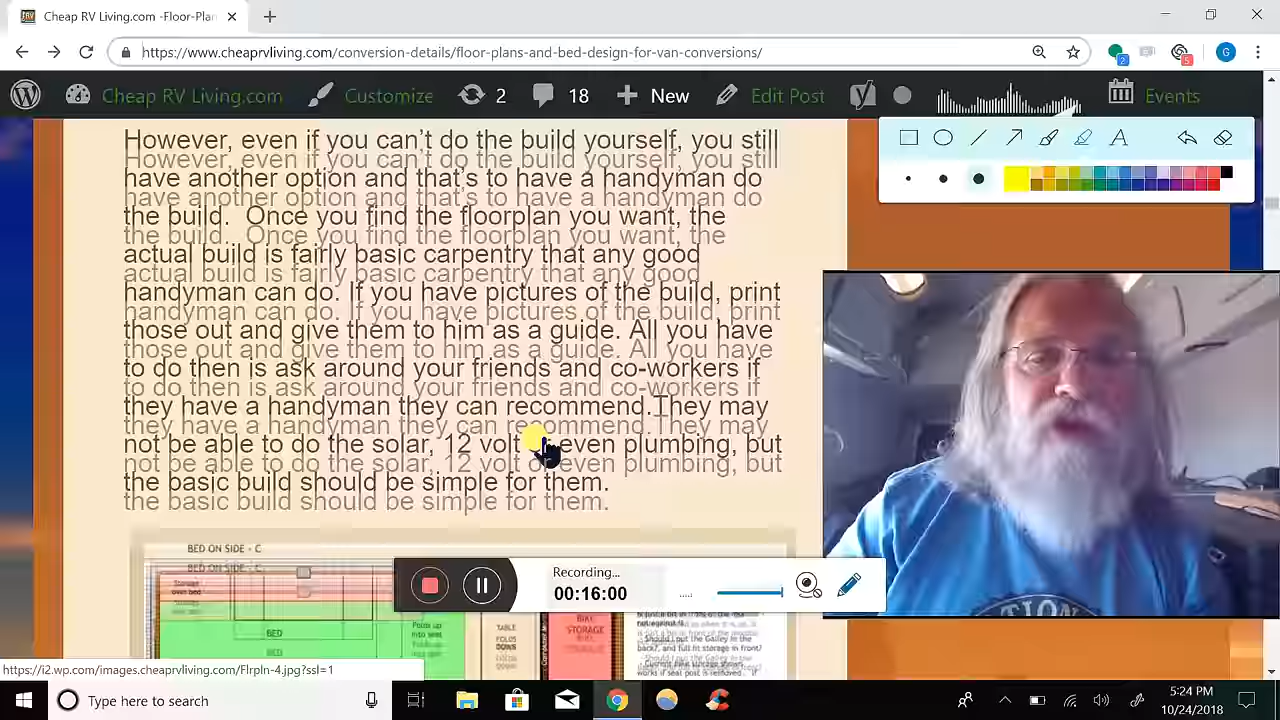 Cheap RV Living.com -Floor-Plan
https://www.cheaprvliving.com/conversion-details/floor-plans-and-bed-design-for-van-conversions/
2 5 G
Cheap RV Living.com Customize 2 18 New Edit Post Events
However, even if you can't do the build yourself, you still
have another option and that's to have a handyman do
the build. Once you find the floorplan you want, the
actual build is fairly basic carpentry that any good
handyman can do. If you have pictures of the build, print
those out and give them to him as a guide. All you have
to do then is ask around your friends and co-workers if
they have a handyman they can recommend.They may
not be able to do the solar, 12 volt or even plumbing, but
the basic build should be simple for them.
BED ON SIDE - C
Storage
over bed
BED
TABLE
FOLDS
DOWN
BIKE
STORAGE
Recording...
00:16:00
https://i2.wp.com/images.cheaprvliving.com/Flrpln-4.jpg?ssl=1
Type here to search
5:24 PM
10/24/2018